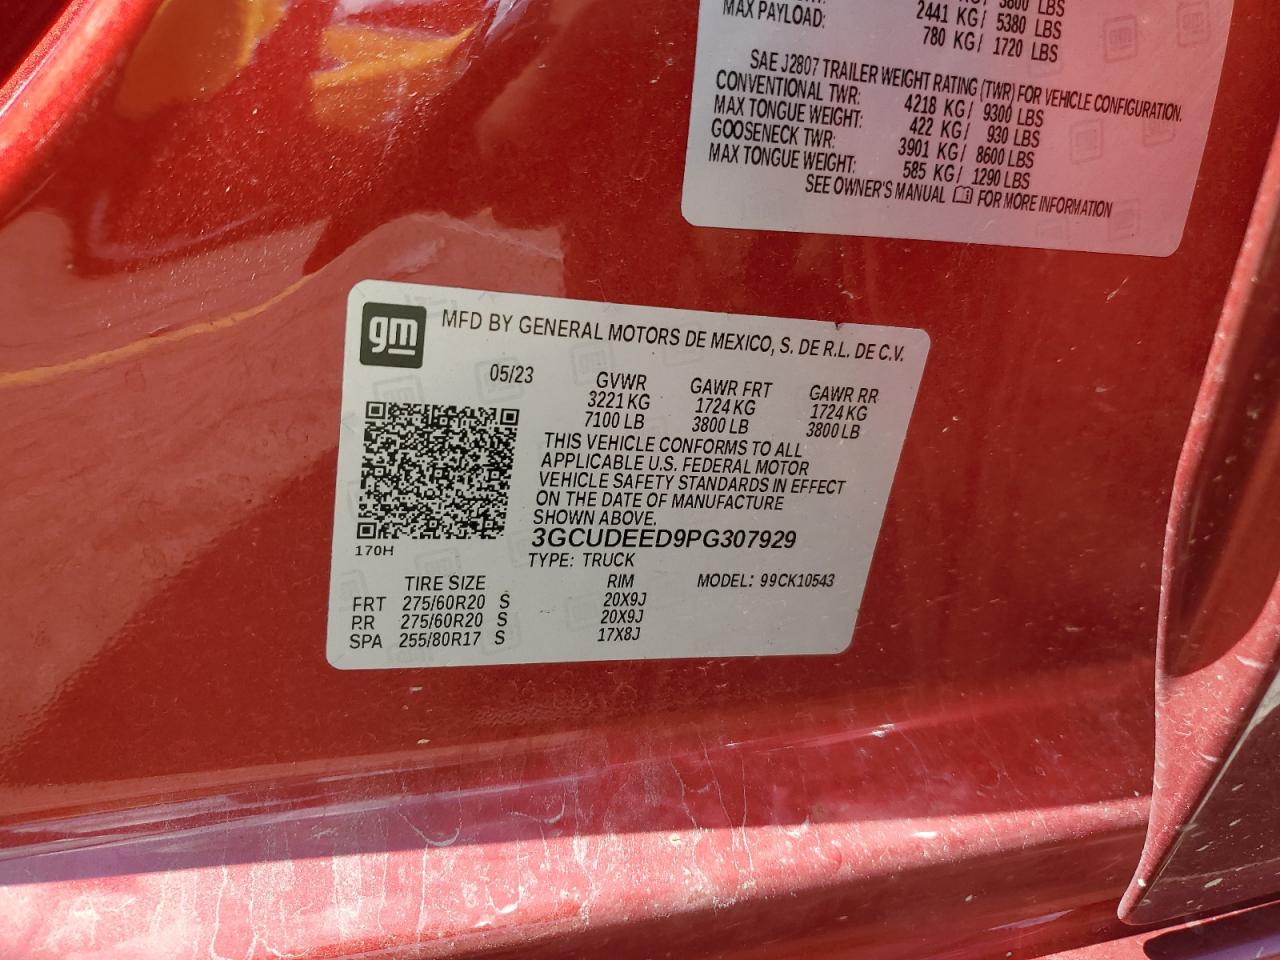 3800 LBS
2441 KG/ 5380 LBS
MAX PAYLOAD: 780 KG/ 1720 LBS
SAE J2807 TRAILER WEIGHT RATING (TWR) FOR VEHICLE CONFIGURATION.
CONVENTIONAL TWR: 4218 KG/ 9300 LBS
MAX TONGUE WEIGHT: 422 KG/ 930 LBS
GOOSENECK TWR: 3901 KG/ 8600 LBS
MAX TONGUE WEIGHT: 585 KG/ 1290 LBS
SEE OWNER'S MANUAL FOR MORE INFORMATION
gm MFD BY GENERAL MOTORS DE MEXICO, S. DE R.L. DE C.V.
05/23 GVWR GAWR FRT GAWR RR
3221 KG 1724 KG 1724 KG
7100 LB 3800 LB 3800 LB
THIS VEHICLE CONFORMS TO ALL
APPLICABLE U.S. FEDERAL MOTOR
VEHICLE SAFETY STANDARDS IN EFFECT
ON THE DATE OF MANUFACTURE
SHOWN ABOVE.
3GCUDEED9PG307929
170H
TYPE: TRUCK
TIRE SIZE RIM MODEL: 99CK10543
FRT 275/60R20 S 20X9J
RR 275/60R20 S 20X9J
SPA 255/80R17 S 17X8J